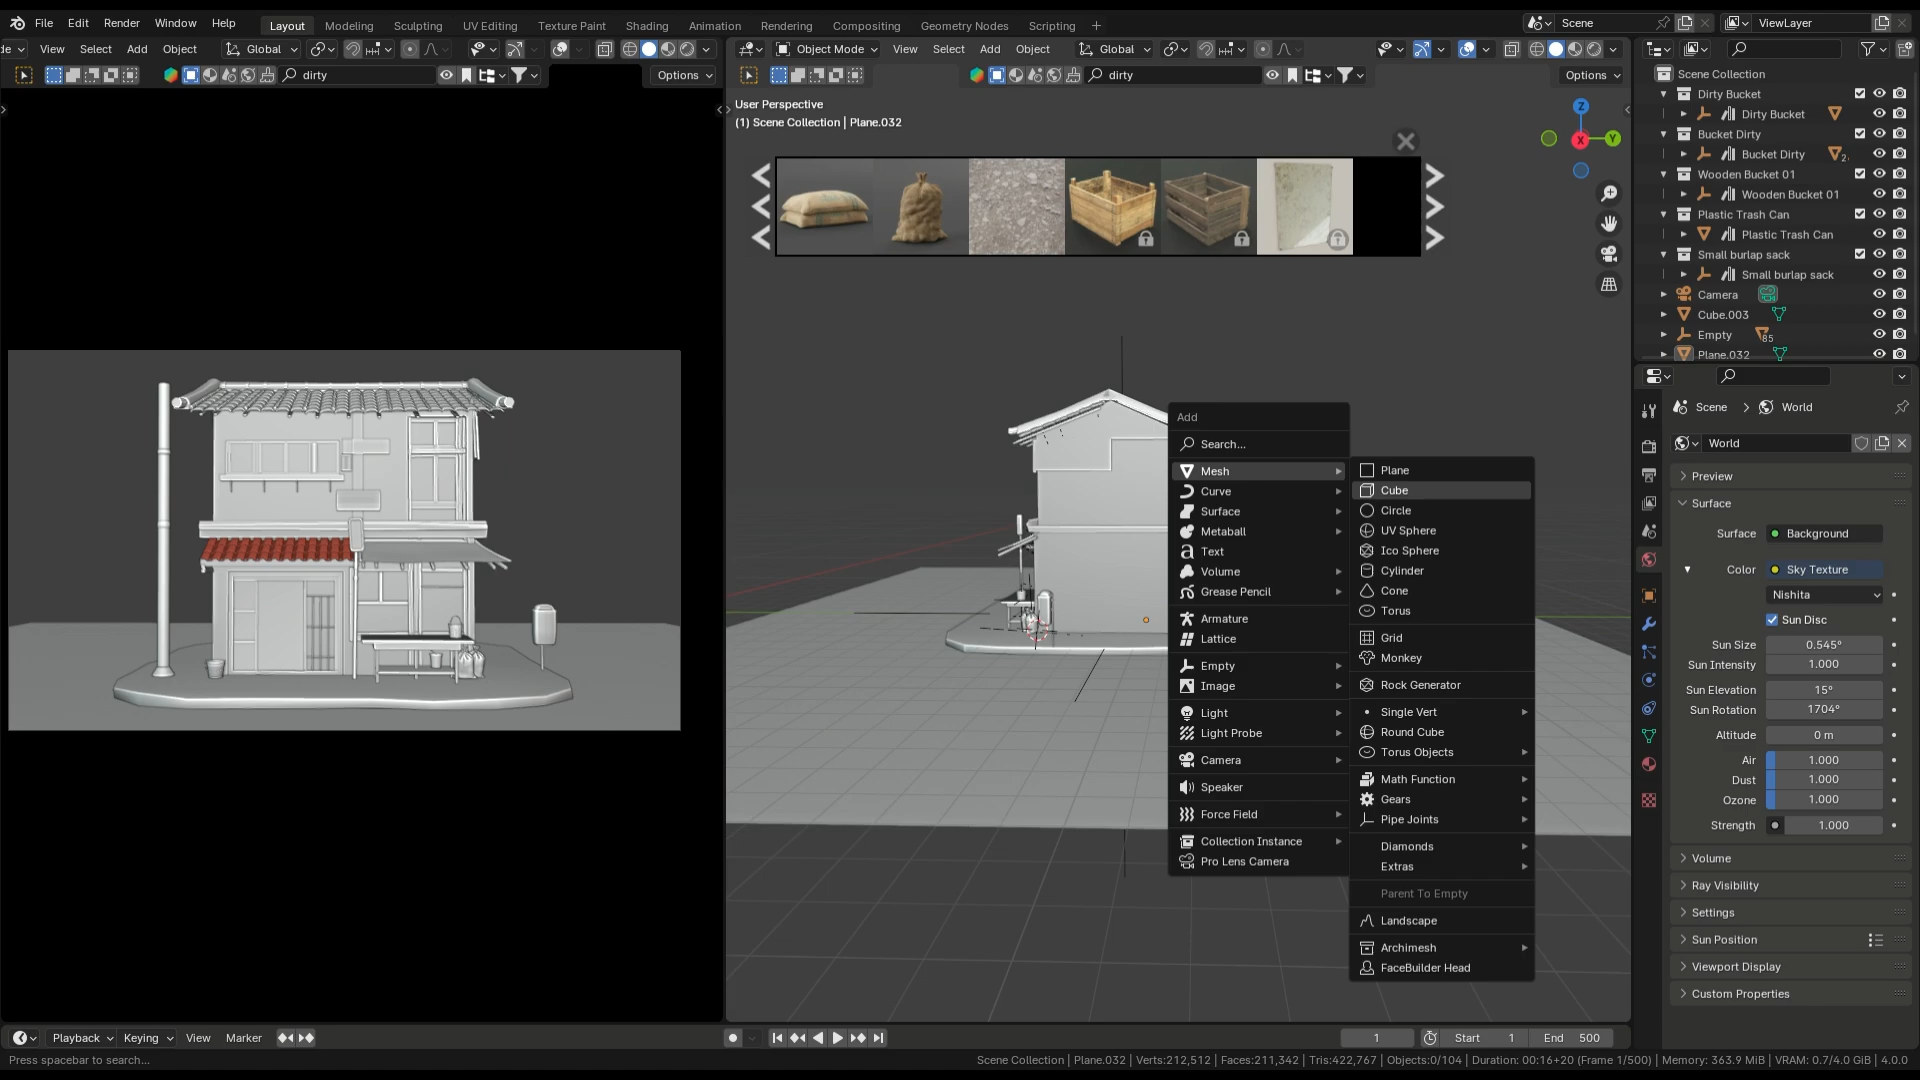 File Edit Render Window Help Layout Modeling Sculpting UV Editing Texture Paint Shading Animation Rendering Compositing Geometry Nodes Scripting + Scene ViewLayer
de View Select Add Object Global
Object Mode View Select Add Object Global
dirty Options
dirty Options
User Perspective
(1) Scene Collection | Plane.032
Z
X
Y
Scene Collection
Dirty Bucket
Dirty Bucket
Bucket Dirty
Bucket Dirty 2
Wooden Bucket 01
Wooden Bucket 01
Plastic Trash Can
Plastic Trash Can
Small burlap sack
Small burlap sack
Camera
Cube.003
Empty 85
Plane.032
Add
Search...
Mesh
Curve
Surface
Metaball
Text
Volume
Grease Pencil
Armature
Lattice
Empty
Image
Light
Light Probe
Camera
Speaker
Force Field
Collection Instance
Pro Lens Camera
Plane
Cube
Circle
UV Sphere
Ico Sphere
Cylinder
Cone
Torus
Grid
Monkey
Rock Generator
Single Vert
Round Cube
Torus Objects
Math Function
Gears
Pipe Joints
Diamonds
Extras
Parent To Empty
Landscape
Archimesh
FaceBuilder Head
Scene > World
World
Preview
Surface
Surface Background
Color Sky Texture
Nishita
Sun Disc
Sun Size 0.545°
Sun Intensity 1.000
Sun Elevation 15°
Sun Rotation 1704°
Altitude 0 m
Air 1.000
Dust 1.000
Ozone 1.000
Strength 1.000
Volume
Ray Visibility
Settings
Sun Position
Viewport Display
Custom Properties
Playback Keying View Marker 1 Start 1 End 500
Press spacebar to search...
Scene Collection | Plane.032 | Verts:212,512 | Faces:211,342 | Tris:422,767 | Objects:0/104 | Duration: 00:16+20 (Frame 1/500) | Memory: 363.9 MiB | VRAM: 0.7/4.0 GiB | 4.0.0